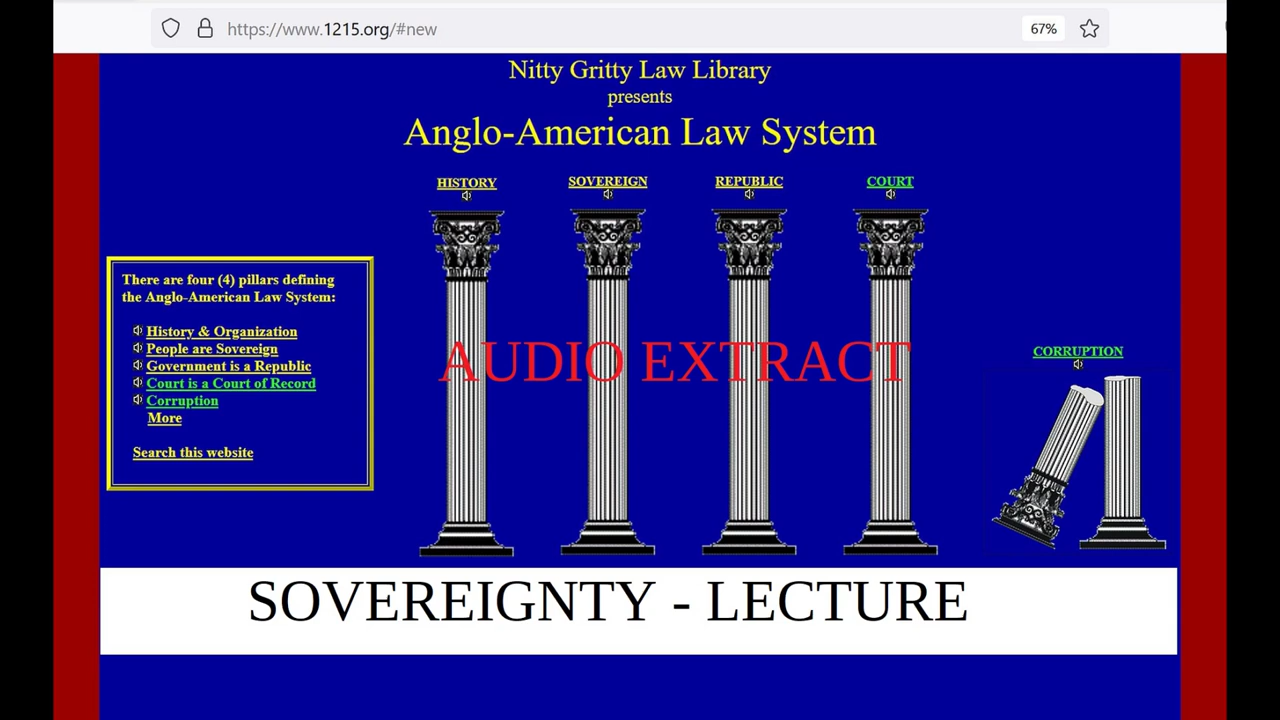 https://www.1215.org/#new
67%
Nitty Gritty Law Library
presents
Anglo-American Law System
HISTORY
SOVEREIGN
REPUBLIC
COURT
There are four (4) pillars defining
the Anglo-American Law System:
History & Organization
People are Sovereign
Government is a Republic
Court is a Court of Record
Corruption
More
Search this website
AUDIO EXTRACT
CORRUPTION
SOVEREIGNTY - LECTURE